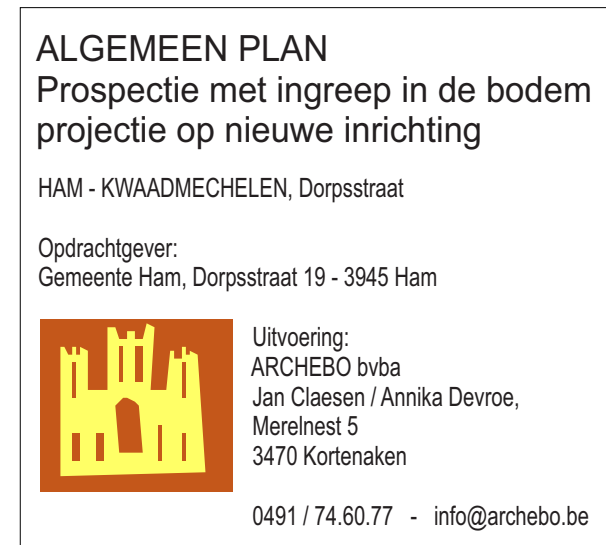 ALGEMEEN PLAN
Prospectie met ingreep in de bodem
projectie op nieuwe inrichting
HAM - KWAADMECHELEN, Dorpsstraat
Opdrachtgever:
Gemeente Ham, Dorpsstraat 19 - 3945 Ham
Uitvoering:
ARCHEBO bvba
Jan Claesen / Annika Devroe,
Merelnest 5
3470 Kortenaken
0491 / 74.60.77 - info@archebo.be